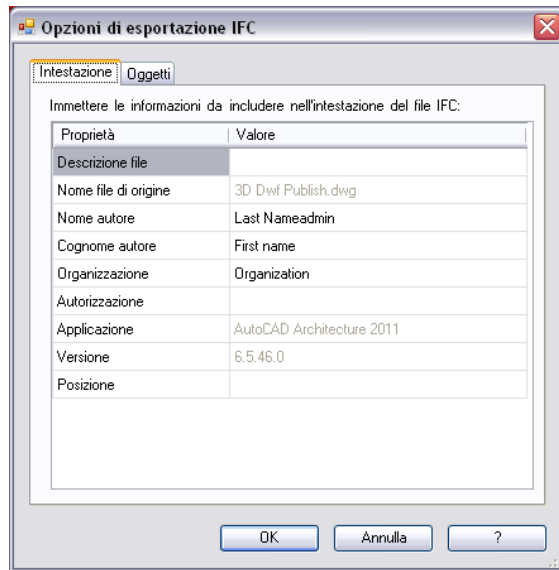 Opzioni di esportazione IFC
Intestazione Oggetti
Immettere le informazioni da includere nell'intestazione del file IFC:
Proprietà Valore
Descrizione file
Nome file di origine 3D Dwf Publish.dwg
Nome autore Last Nameadmin
Cognome autore First name
Organizzazione Organization
Autorizzazione
Applicazione AutoCAD Architecture 2011
Versione 6.5.46.0
Posizione
OK Annulla ?